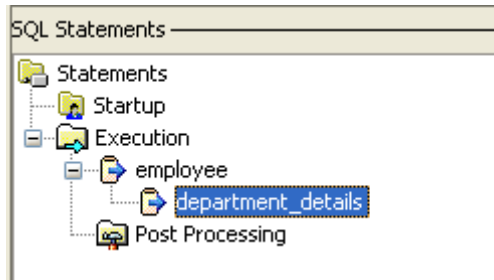 SQL Statements
Statements
Startup
Execution
employee
department_details
Post Processing